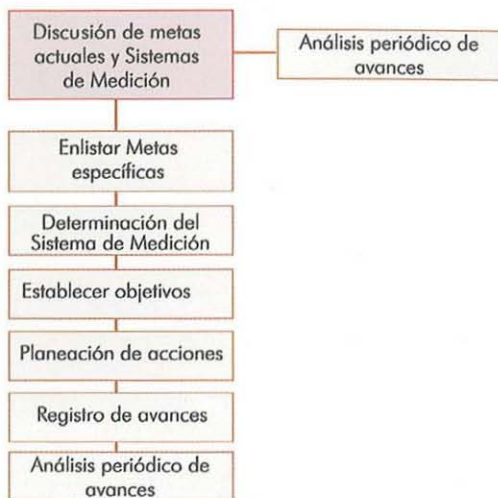 Discusión de metas
actuales y Sistemas
de Medición
Análisis periódico de
avances
Enlistar Metas
específicas
Determinación del
Sistema de Medición
Establecer objetivos
Planeación de acciones
Registro de avances
Análisis periódico de
avances